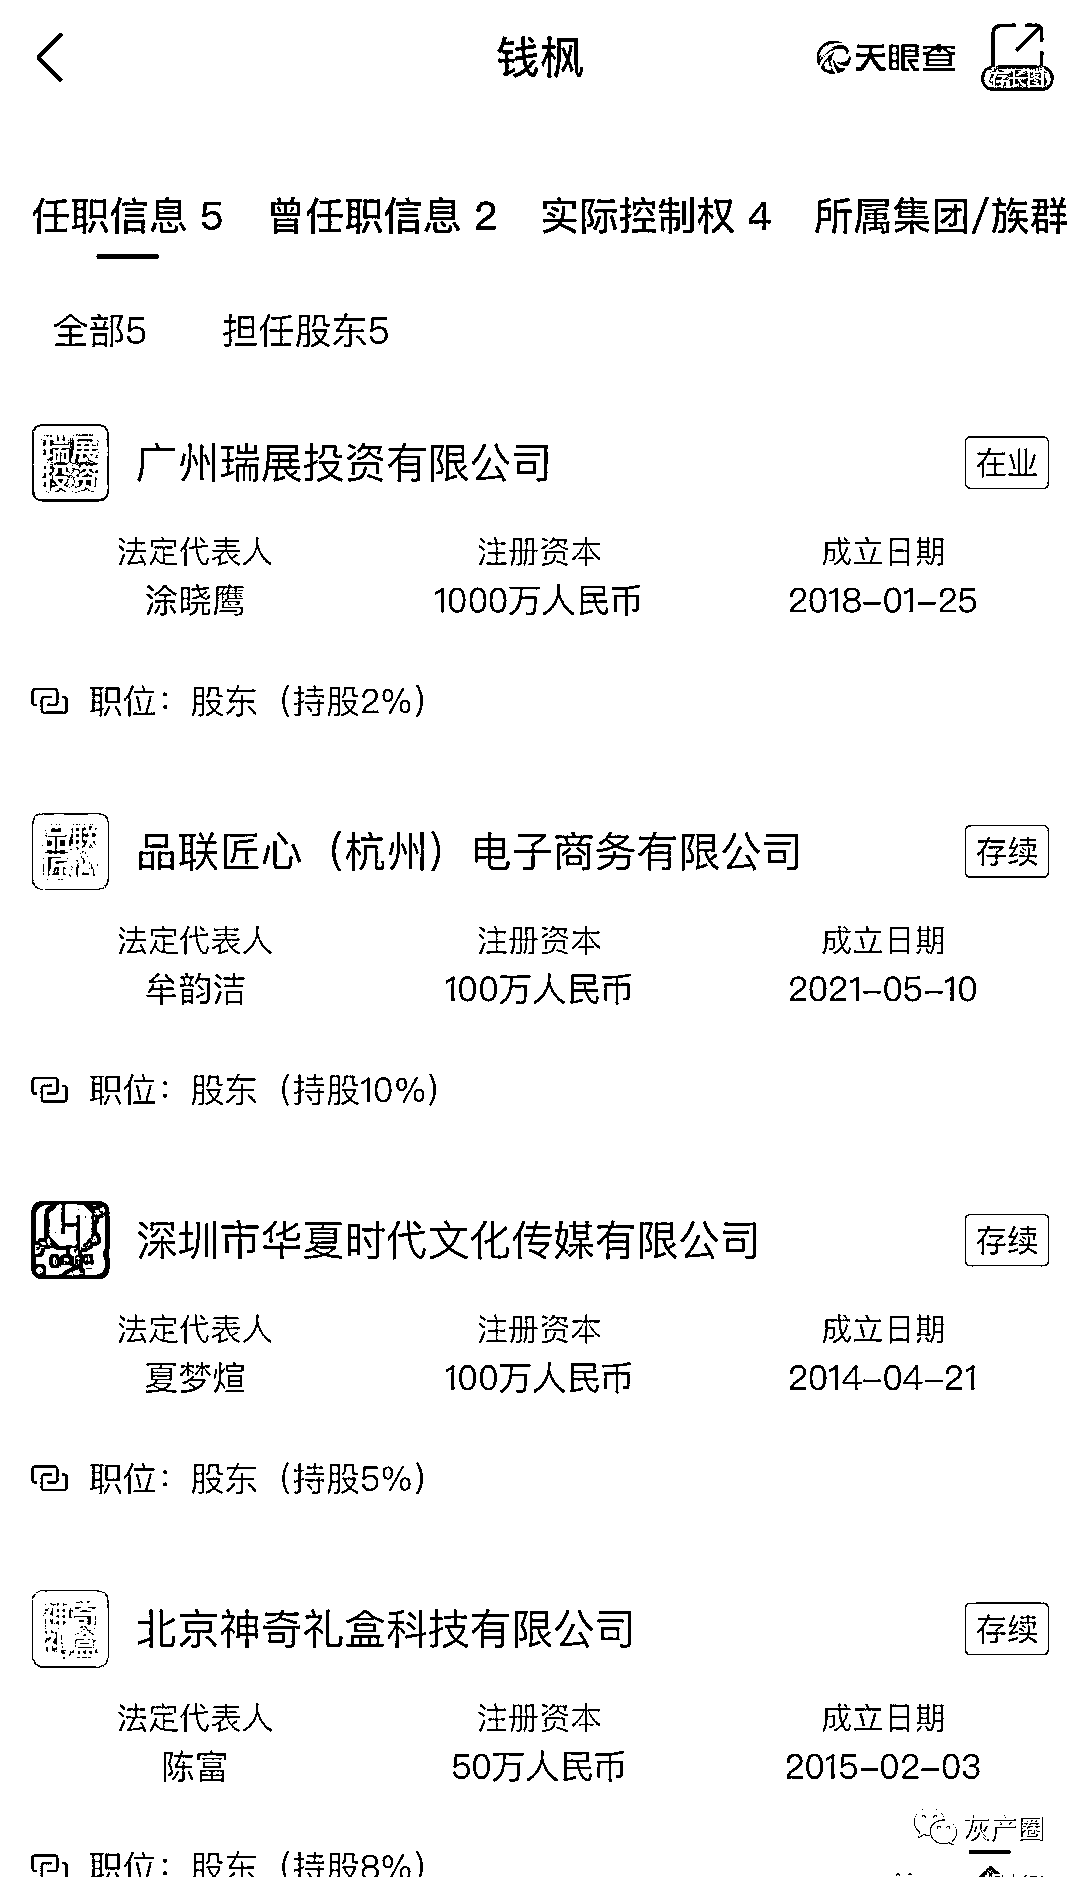 钱枫
天眼查
存长图
任职信息 5 曾任职信息 2 实际控制权 4 所属集团/族群
全部5 担任股东5
瑞展
投资
广州瑞展投资有限公司 在业
法定代表人 注册资本 成立日期
涂晓鹰 1000万人民币 2018-01-25
职位：股东（持股2%）
品联
匠心
品联匠心（杭州）电子商务有限公司 存续
法定代表人 注册资本 成立日期
牟韵洁 100万人民币 2021-05-10
职位：股东（持股10%）
深圳市华夏时代文化传媒有限公司 存续
法定代表人 注册资本 成立日期
夏梦煊 100万人民币 2014-04-21
职位：股东（持股5%）
神奇
礼盒
北京神奇礼盒科技有限公司 存续
法定代表人 注册资本 成立日期
陈富 50万人民币 2015-02-03
灰产圈
职位：股东（持股8%）